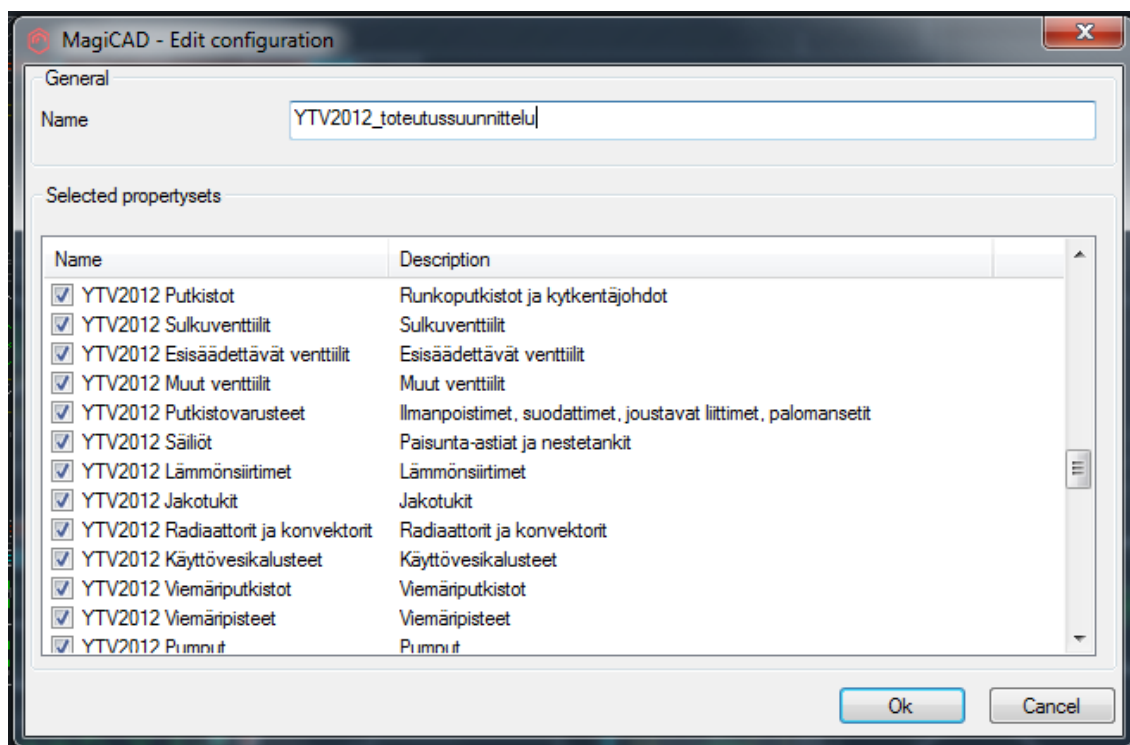 MagiCAD - Edit configuration
General
Name YTV2012_toteutussuunnittelu
Selected propertysets
Name Description
YTV2012 Putkistot Runkoputkistot ja kytkentäjohdot
YTV2012 Sulkuventtiilit Sulkuventtiilit
YTV2012 Esisäädettävät venttiilit Esisäädettävät venttiilit
YTV2012 Muut venttiilit Muut venttiilit
YTV2012 Putkistovarusteet Ilmanpoistimet, suodattimet, joustavat liittimet, palomansetit
YTV2012 Säiliöt Paisunta-astiat ja nestetankit
YTV2012 Lämmönsiirtimet Lämmönsiirtimet
YTV2012 Jakotukit Jakotukit
YTV2012 Radiaattorit ja konvektorit Radiaattorit ja konvektorit
YTV2012 Käyttövesikalusteet Käyttövesikalusteet
YTV2012 Viemäriputkistot Viemäriputkistot
YTV2012 Viemäripisteet Viemäripisteet
YTV2012 Pumput Pumput
Ok Cancel